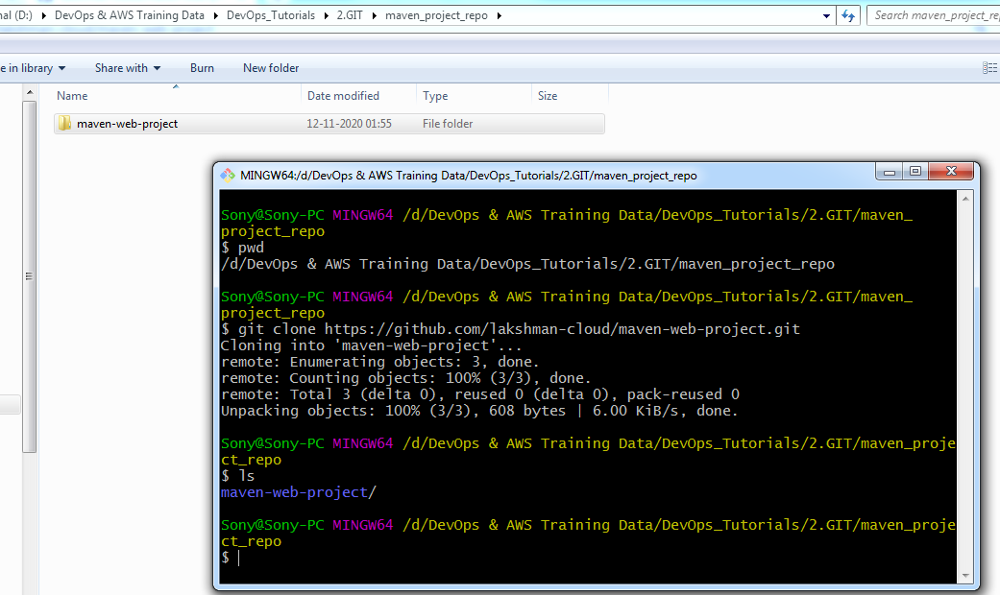 (D:) ▸ DevOps & AWS Training Data ▸ DevOps_Tutorials ▸ 2.GIT ▸ maven_project_repo ▸
Search maven_project_re
in library Share with Burn New folder
Name Date modified Type Size
maven-web-project 12-11-2020 01:55 File folder
MINGW64:/d/DevOps & AWS Training Data/DevOps_Tutorials/2.GIT/maven_project_repo
Sony@Sony-PC MINGW64 /d/DevOps & AWS Training Data/DevOps_Tutorials/2.GIT/maven_
project_repo
$ pwd
/d/DevOps & AWS Training Data/DevOps_Tutorials/2.GIT/maven_project_repo
Sony@Sony-PC MINGW64 /d/DevOps & AWS Training Data/DevOps_Tutorials/2.GIT/maven_
project_repo
$ git clone https://github.com/lakshman-cloud/maven-web-project.git
Cloning into 'maven-web-project'...
remote: Enumerating objects: 3, done.
remote: Counting objects: 100% (3/3), done.
remote: Total 3 (delta 0), reused 0 (delta 0), pack-reused 0
Unpacking objects: 100% (3/3), 608 bytes | 6.00 KiB/s, done.
Sony@Sony-PC MINGW64 /d/DevOps & AWS Training Data/DevOps_Tutorials/2.GIT/maven_proje
ct_repo
$ ls
maven-web-project/
Sony@Sony-PC MINGW64 /d/DevOps & AWS Training Data/DevOps_Tutorials/2.GIT/maven_proje
ct_repo
$